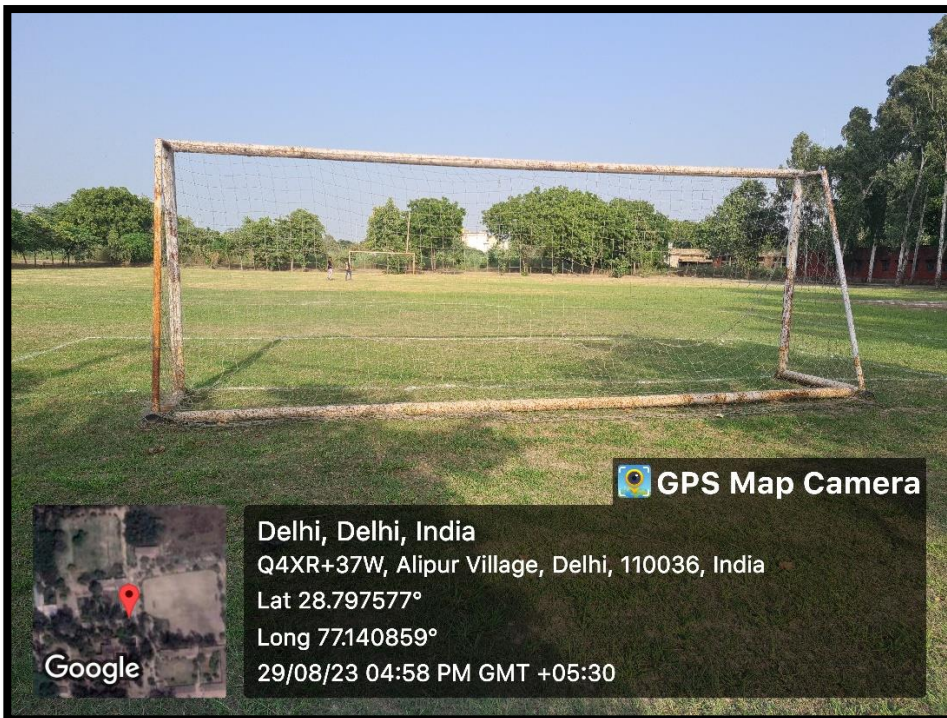 GPS Map Camera
Delhi, Delhi, India
Q4XR+37W, Alipur Village, Delhi, 110036, India
Lat 28.797577°
Long 77.140859°
29/08/23 04:58 PM GMT +05:30
Google